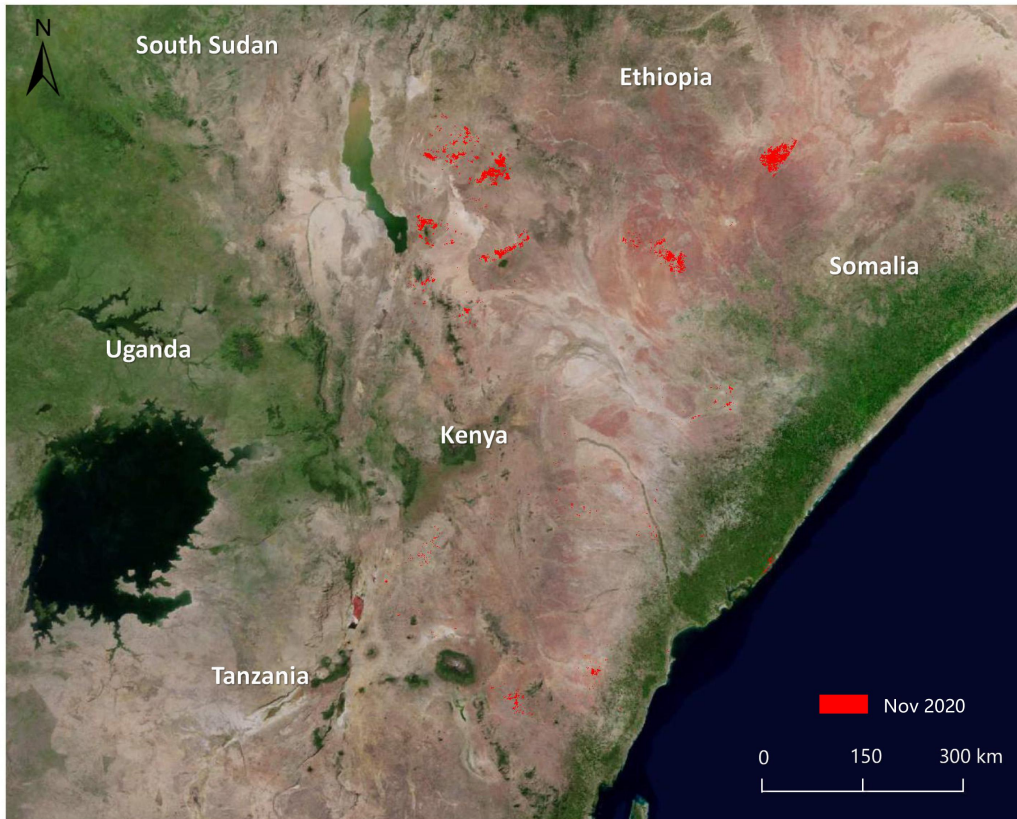 N
South Sudan
Ethiopia
Somalia
Uganda
Kenya
Tanzania
Nov 2020
0 150 300 km